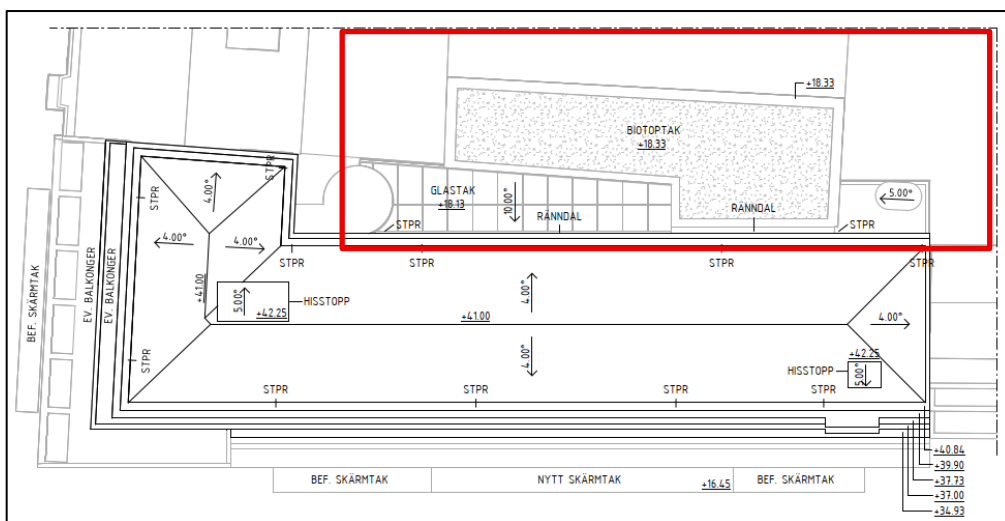 +18.33
BIOTOPTAK
+18.33
STPR
4.00°
STPR
GLASTAK
+18.13
10.00°
RÄNNDAL
STPR
RÄNNDAL
STPR
5.00°
4.00°
4.00°
STPR
STPR
STPR
STPR
BEF. SKÄRMTAK
EV. BALKONGER
EV. BALKONGER
+41.00
5.00°
HISSTOPP
+42.25
4.00°
+41.00
4.00°
4.00°
+42.25
HISSTOPP
5.00°
STPR
STPR
STPR
STPR
STPR
+40.84
+39.90
+37.73
+37.00
+34.93
BEF. SKÄRMTAK
NYTT SKÄRMTAK
+16.45
BEF. SKÄRMTAK